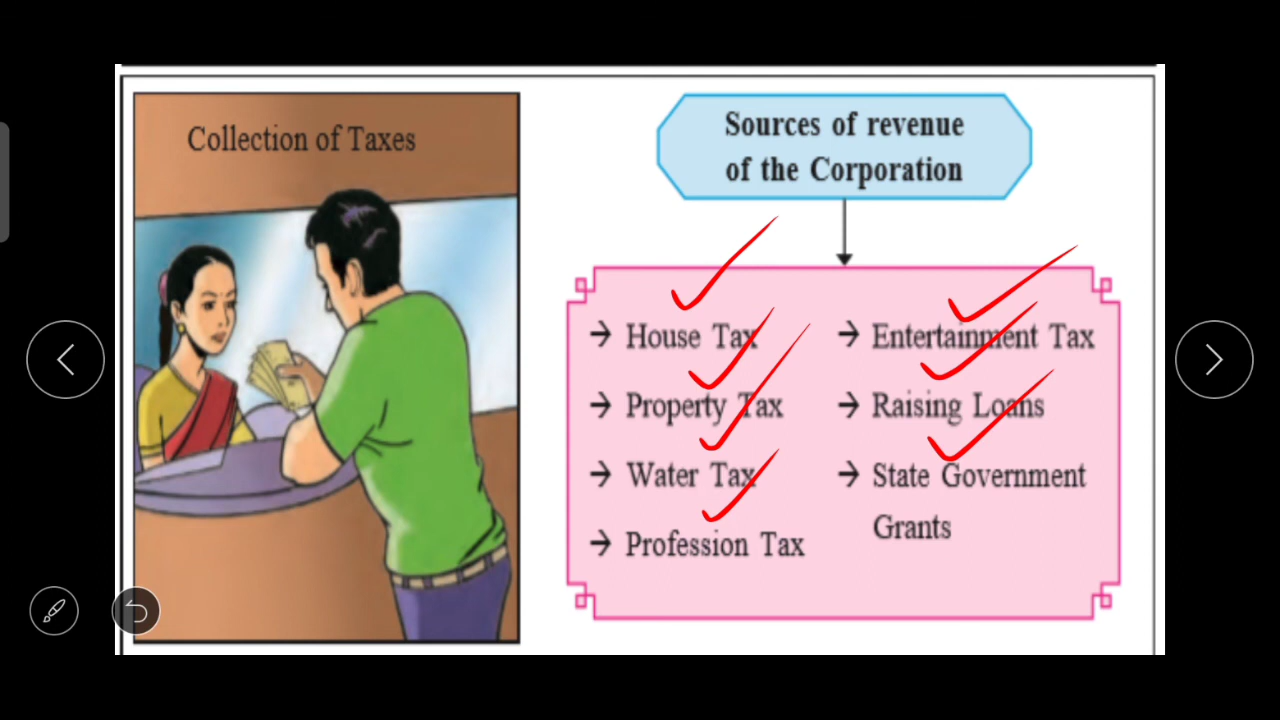 Collection of Taxes
Sources of revenue
of the Corporation
→ House Tax
→ Property Tax
→ Water Tax
→ Profession Tax
→ Entertainment Tax
→ Raising Loans
→ State Government
Grants